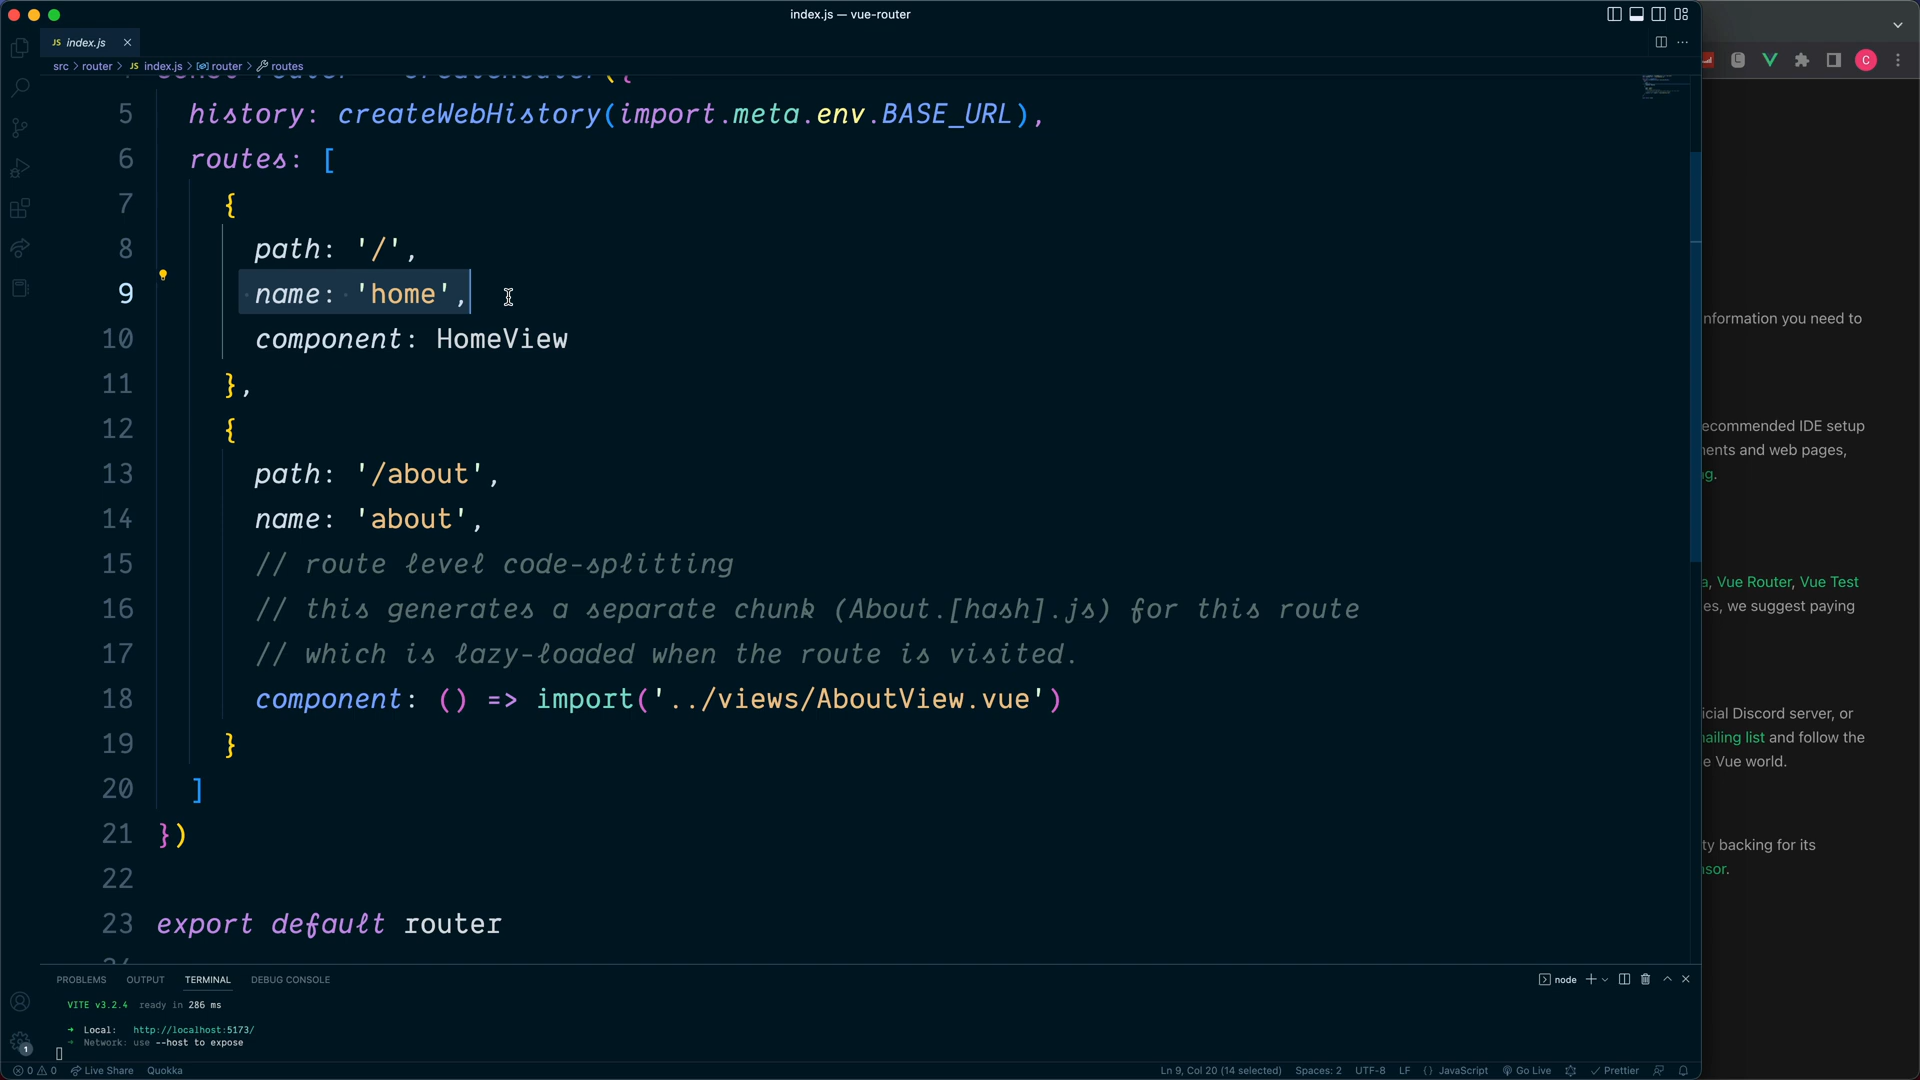 index.js — vue-router
JS index.js
src > router > JS index.js > router > routes
const router = createRouter({
5 history: createWebHistory(import.meta.env.BASE_URL),
6 routes: [
7 {
8 path: '/',
9 name: 'home',
10 component: HomeView
11 },
12 {
13 path: '/about',
14 name: 'about',
15 // route level code-splitting
16 // this generates a separate chunk (About.[hash].js) for this route
17 // which is lazy-loaded when the route is visited.
18 component: () => import('../views/AboutView.vue')
19 }
20 ]
21 })
22
23 export default router
PROBLEMS OUTPUT TERMINAL DEBUG CONSOLE
node
VITE v3.2.4 ready in 286 ms
➜ Local: http://localhost:5173/
➜ Network: use --host to expose
1
0 0 Live Share Quokka
Ln 9, Col 20 (14 selected) Spaces: 2 UTF-8 LF {} JavaScript Go Live Prettier
C
nformation you need to
ecommended IDE setup
ents and web pages,
g.
a, Vue Router, Vue Test
es, we suggest paying
icial Discord server, or
ailing list and follow the
e Vue world.
ty backing for its
sor.